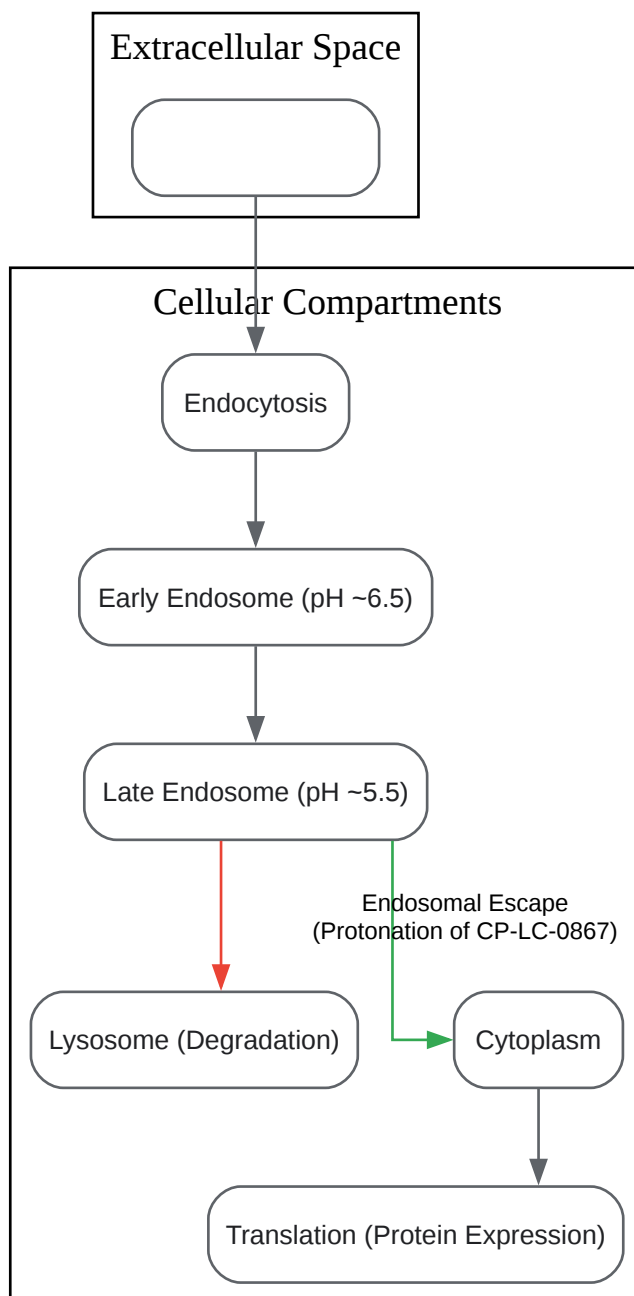 Extracellular Space
Cellular Compartments
Endocytosis
Early Endosome (pH ~6.5)
Late Endosome (pH ~5.5)
Endosomal Escape
(Protonation of CP-LC-0867)
Lysosome (Degradation)
Cytoplasm
Translation (Protein Expression)